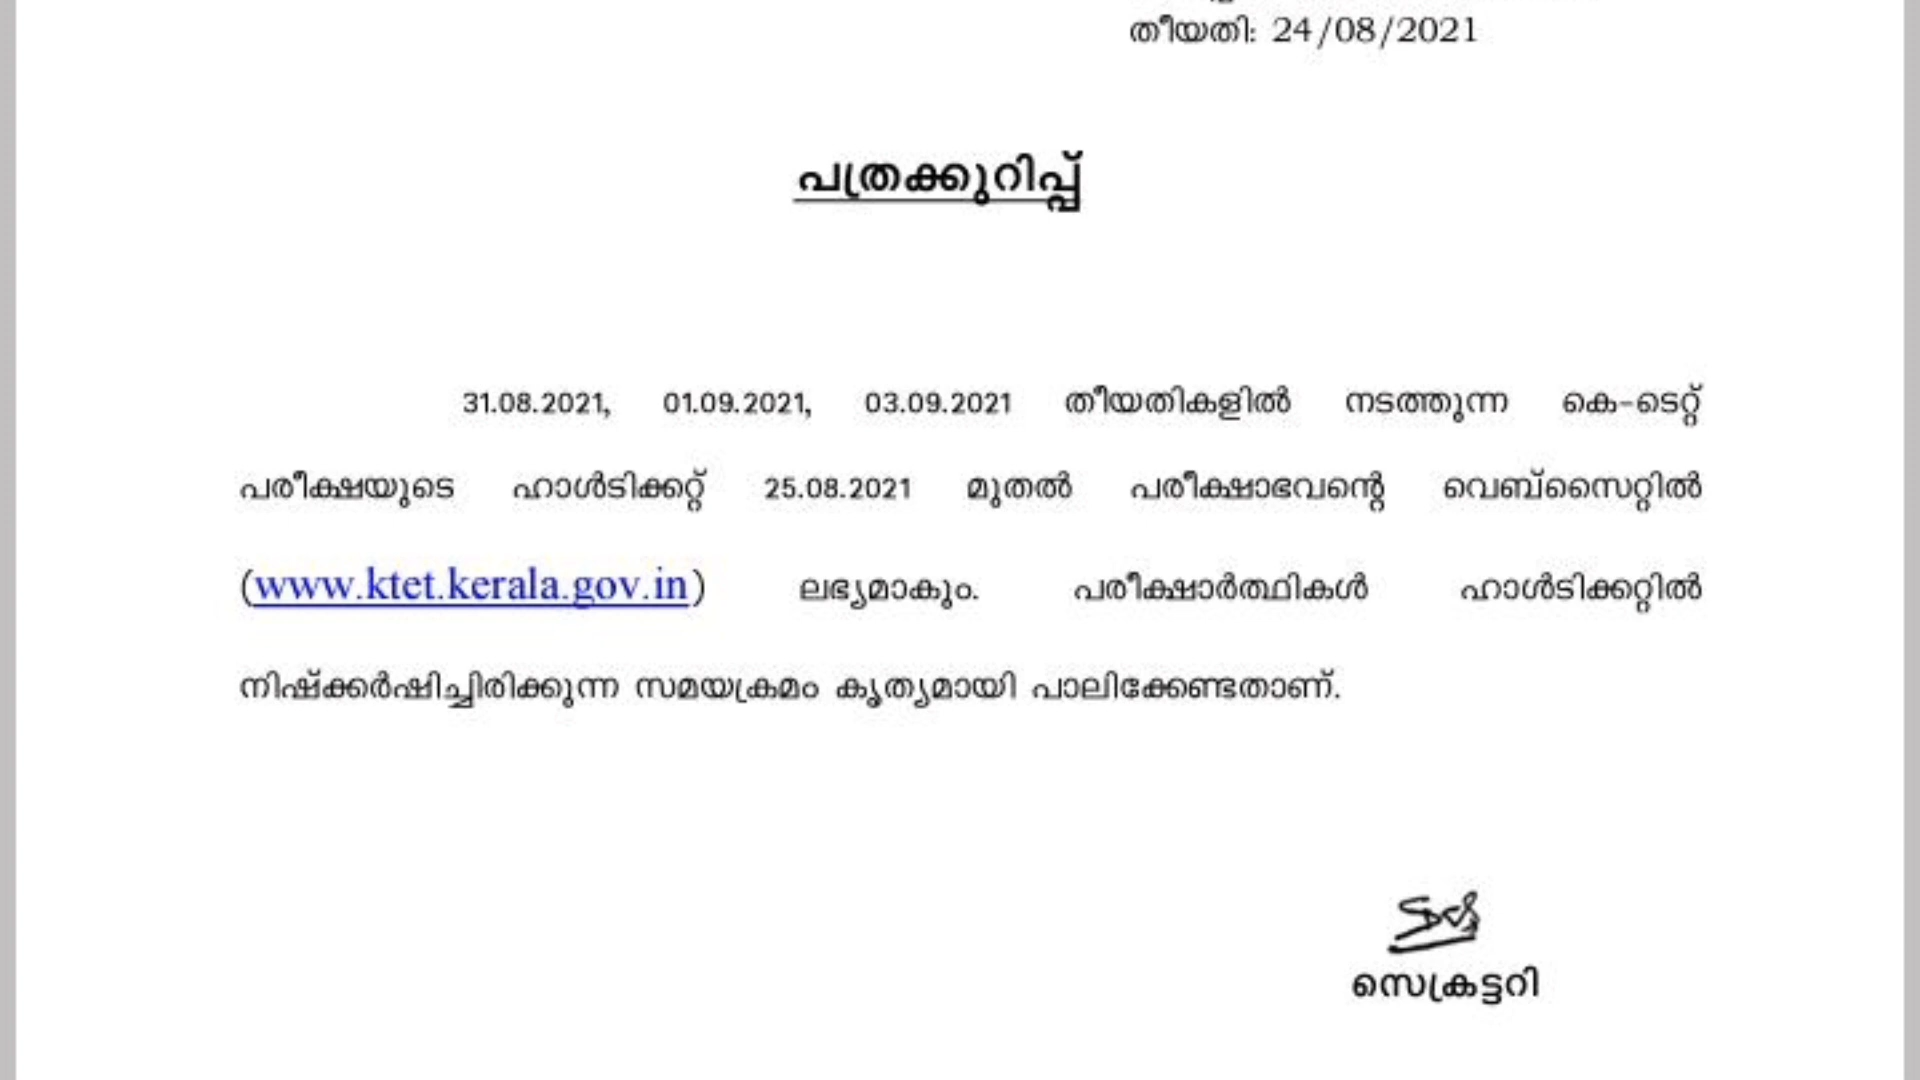 തീയതി: 24/08/2021
പത്രക്കുറിപ്പ്
31.08.2021, 01.09.2021, 03.09.2021 തീയതികളിൽ നടത്തുന്ന കെ-ടെറ്റ്
പരീക്ഷയുടെ ഹാൾടിക്കറ്റ് 25.08.2021 മുതൽ പരീക്ഷാഭവന്റെ വെബ്സൈറ്റിൽ
(www.ktet.kerala.gov.in) ലഭ്യമാകും. പരീക്ഷാർത്ഥികൾ ഹാൾടിക്കറ്റിൽ
നിഷ്ക്കർഷിച്ചിരിക്കുന്ന സമയക്രമം കൃത്യമായി പാലിക്കേണ്ടതാണ്.
സെക്രട്ടറി